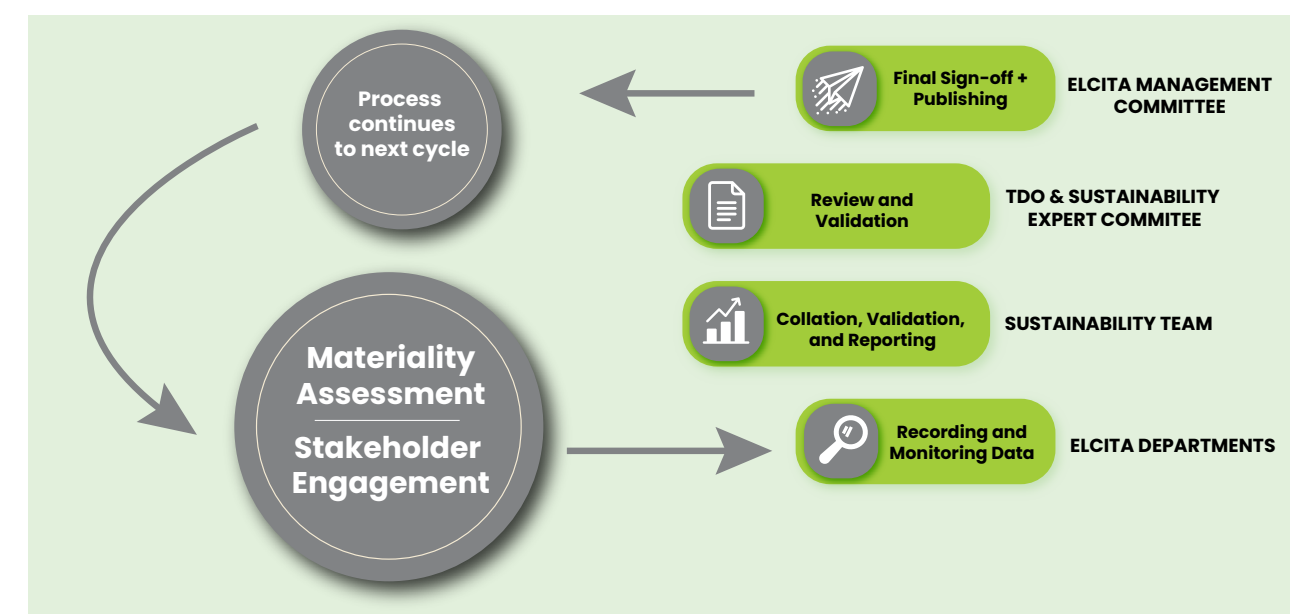 Process
continues
to next cycle
Final Sign-off +
Publishing
ELCITA MANAGEMENT
COMMITTEE
Review and
Validation
TDO & SUSTAINABILITY
EXPERT COMMITEE
Collation, Validation,
and Reporting
SUSTAINABILITY TEAM
Materiality
Assessment
Stakeholder
Engagement
Recording and
Monitoring Data
ELCITA DEPARTMENTS